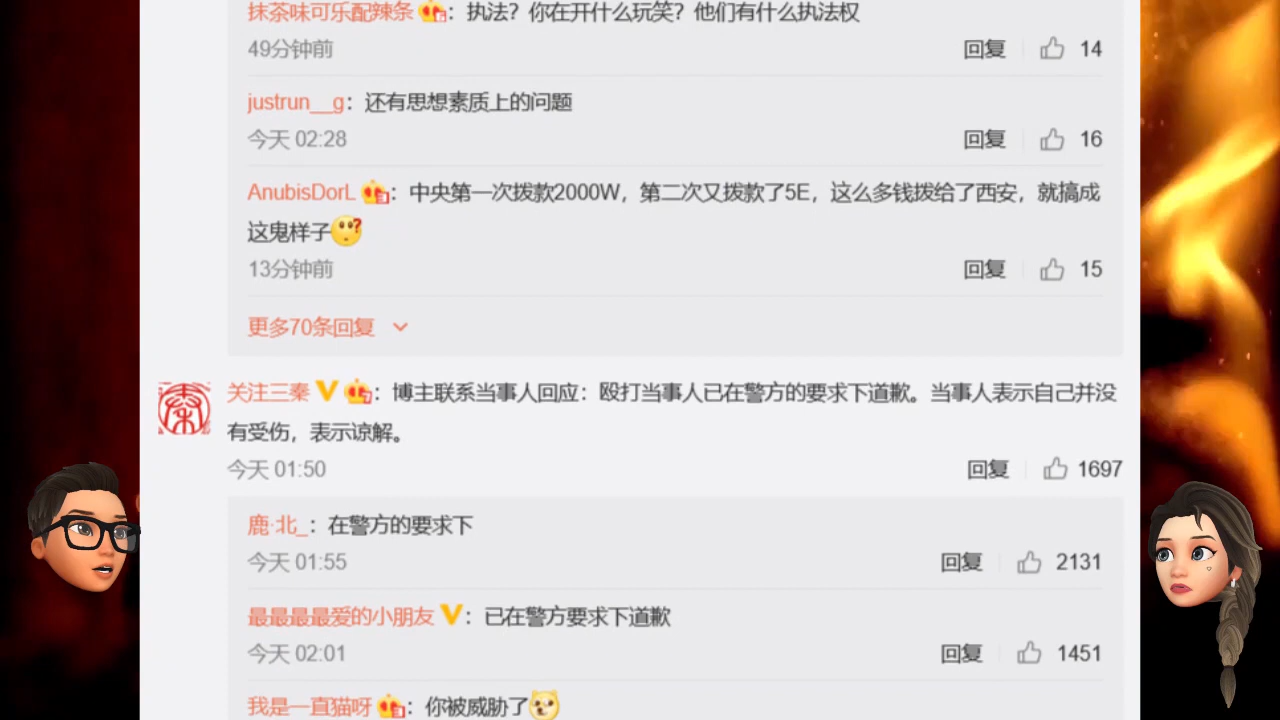 抹茶味可乐配辣条：执法？你在开什么玩笑？他们有什么执法权
49分钟前 回复 14
justrun__g：还有思想素质上的问题
今天 02:28 回复 16
AnubisDorL：中央第一次拨款2000W，第二次又拨款了5E，这么多钱拨给了西安，就搞成
这鬼样子
13分钟前 回复 15
更多70条回复
关注三秦：博主联系当事人回应：殴打当事人已在警方的要求下道歉。当事人表示自己并没
有受伤，表示谅解。
今天 01:50 回复 1697
鹿·北_：在警方的要求下
今天 01:55 回复 2131
最最最最爱的小朋友：已在警方要求下道歉
今天 02:01 回复 1451
我是一直猫呀：你被威胁了